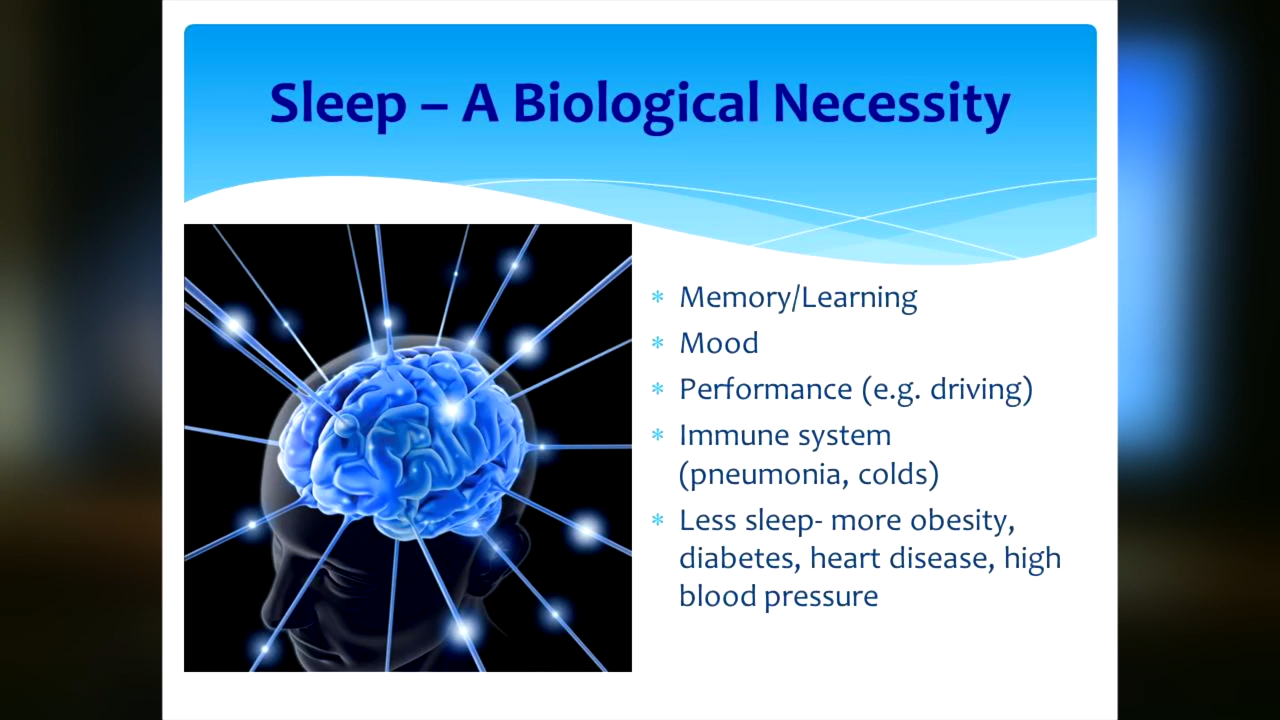 Sleep – A Biological Necessity
* Memory/Learning
* Mood
* Performance (e.g. driving)
* Immune system
(pneumonia, colds)
* Less sleep- more obesity,
diabetes, heart disease, high
blood pressure